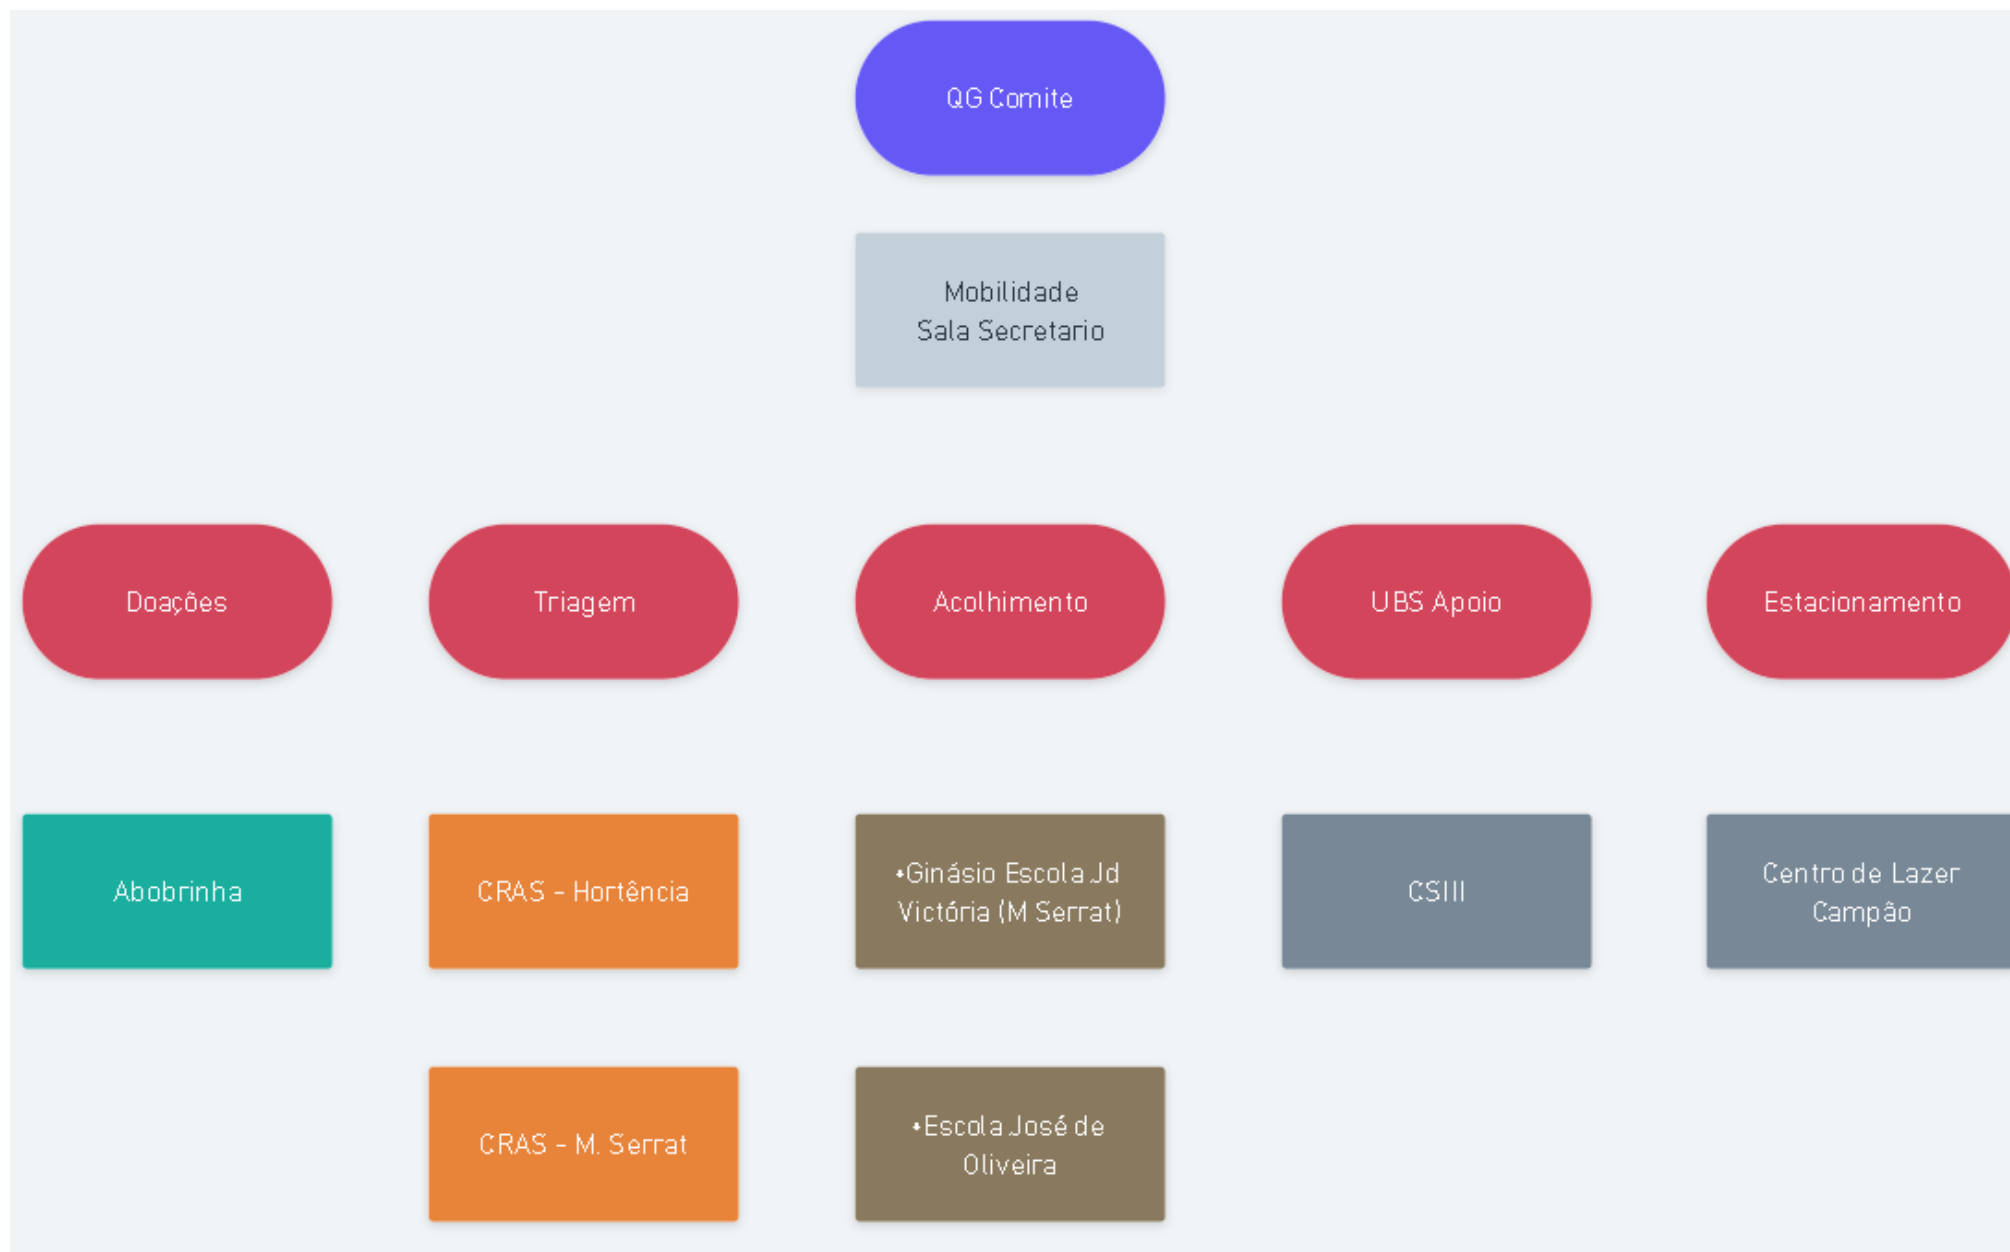 QG Comite
Mobilidade
Sala Secretario
Doações
Triagem
Acolhimento
UBS Apoio
Estacionamento
Abobrinha
CRAS - Hortência
•Ginásio Escola Jd
Victória (M Serrat)
CSIII
Centro de Lazer
Campão
CRAS - M. Serrat
•Escola José de
Oliveira